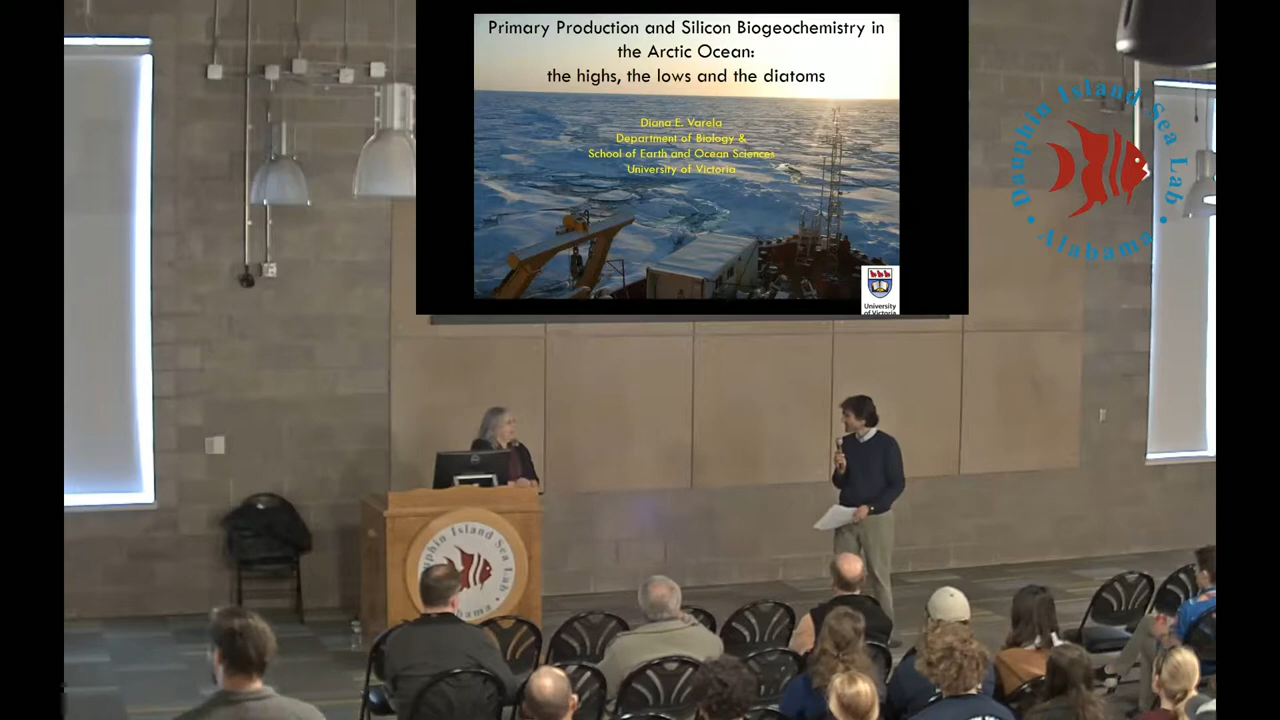 Primary Production and Silicon Biogeochemistry in
the Arctic Ocean:
the highs, the lows and the diatoms
Diana E. Varela
Department of Biology &
School of Earth and Ocean Sciences
University of Victoria
University
of Victoria
Dauphin Island Sea Lab
Alabama
Dauphin Island Sea Lab